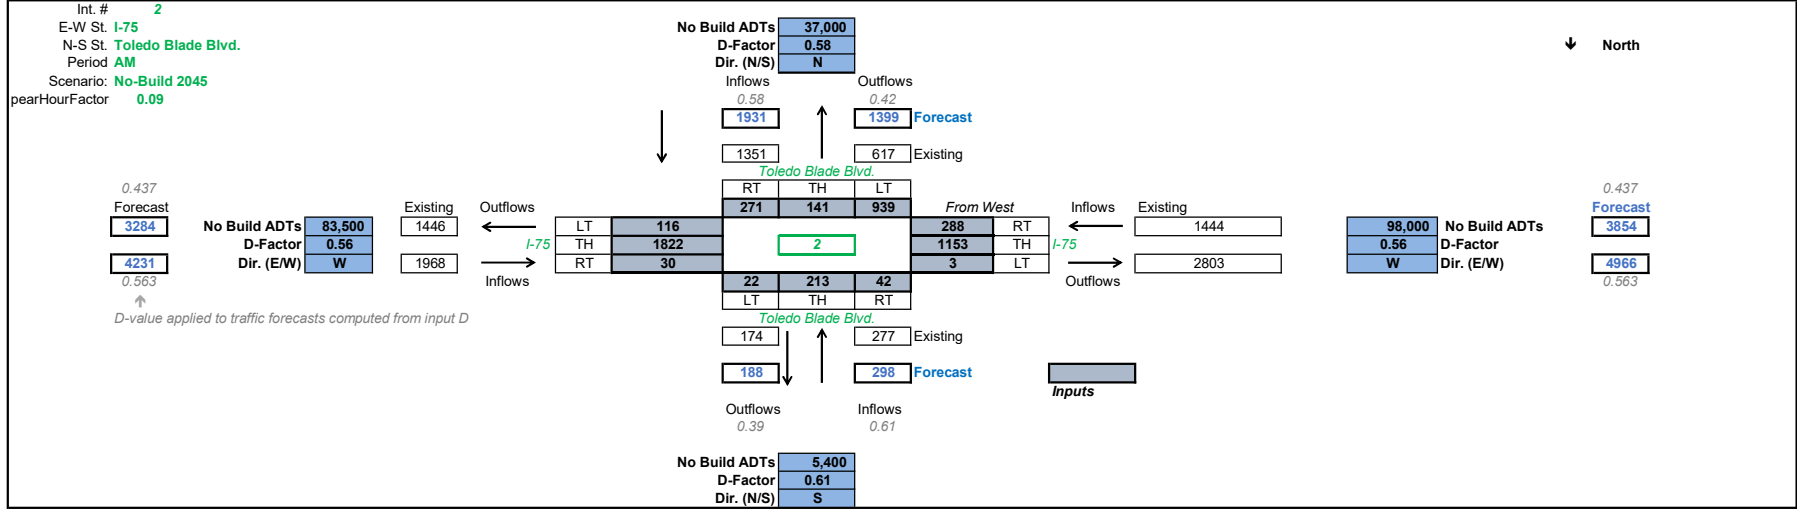 Int. # 2
E-W St. I-75
N-S St. Toledo Blade Blvd.
Period AM
Scenario: No-Build 2045
pearHourFactor 0.09
No Build ADTs 37,000
D-Factor 0.58
Dir. (N/S) N
North
Inflows Outflows
0.58 0.42
1931 1399 Forecast
1351 617 Existing
Toledo Blade Blvd.
RT TH LT
271 141 939
0.437
Forecast
3284
4231
0.563
D-value applied to traffic forecasts computed from input D
No Build ADTs 83,500
D-Factor 0.56
Dir. (E/W) W
Existing
1446
1968
Outflows
I-75
Inflows
LT 116
TH 1822
RT 30
2
From West
288 RT
1153 TH
3 LT
Inflows
I-75
Outflows
Existing
1444
2803
98,000 No Build ADTs
0.56 D-Factor
W Dir. (E/W)
0.437
Forecast
3854
4966
0.563
22 213 42
LT TH RT
Toledo Blade Blvd.
174 277 Existing
188 298 Forecast
Inputs
Outflows Inflows
0.39 0.61
No Build ADTs 5,400
D-Factor 0.61
Dir. (N/S) S